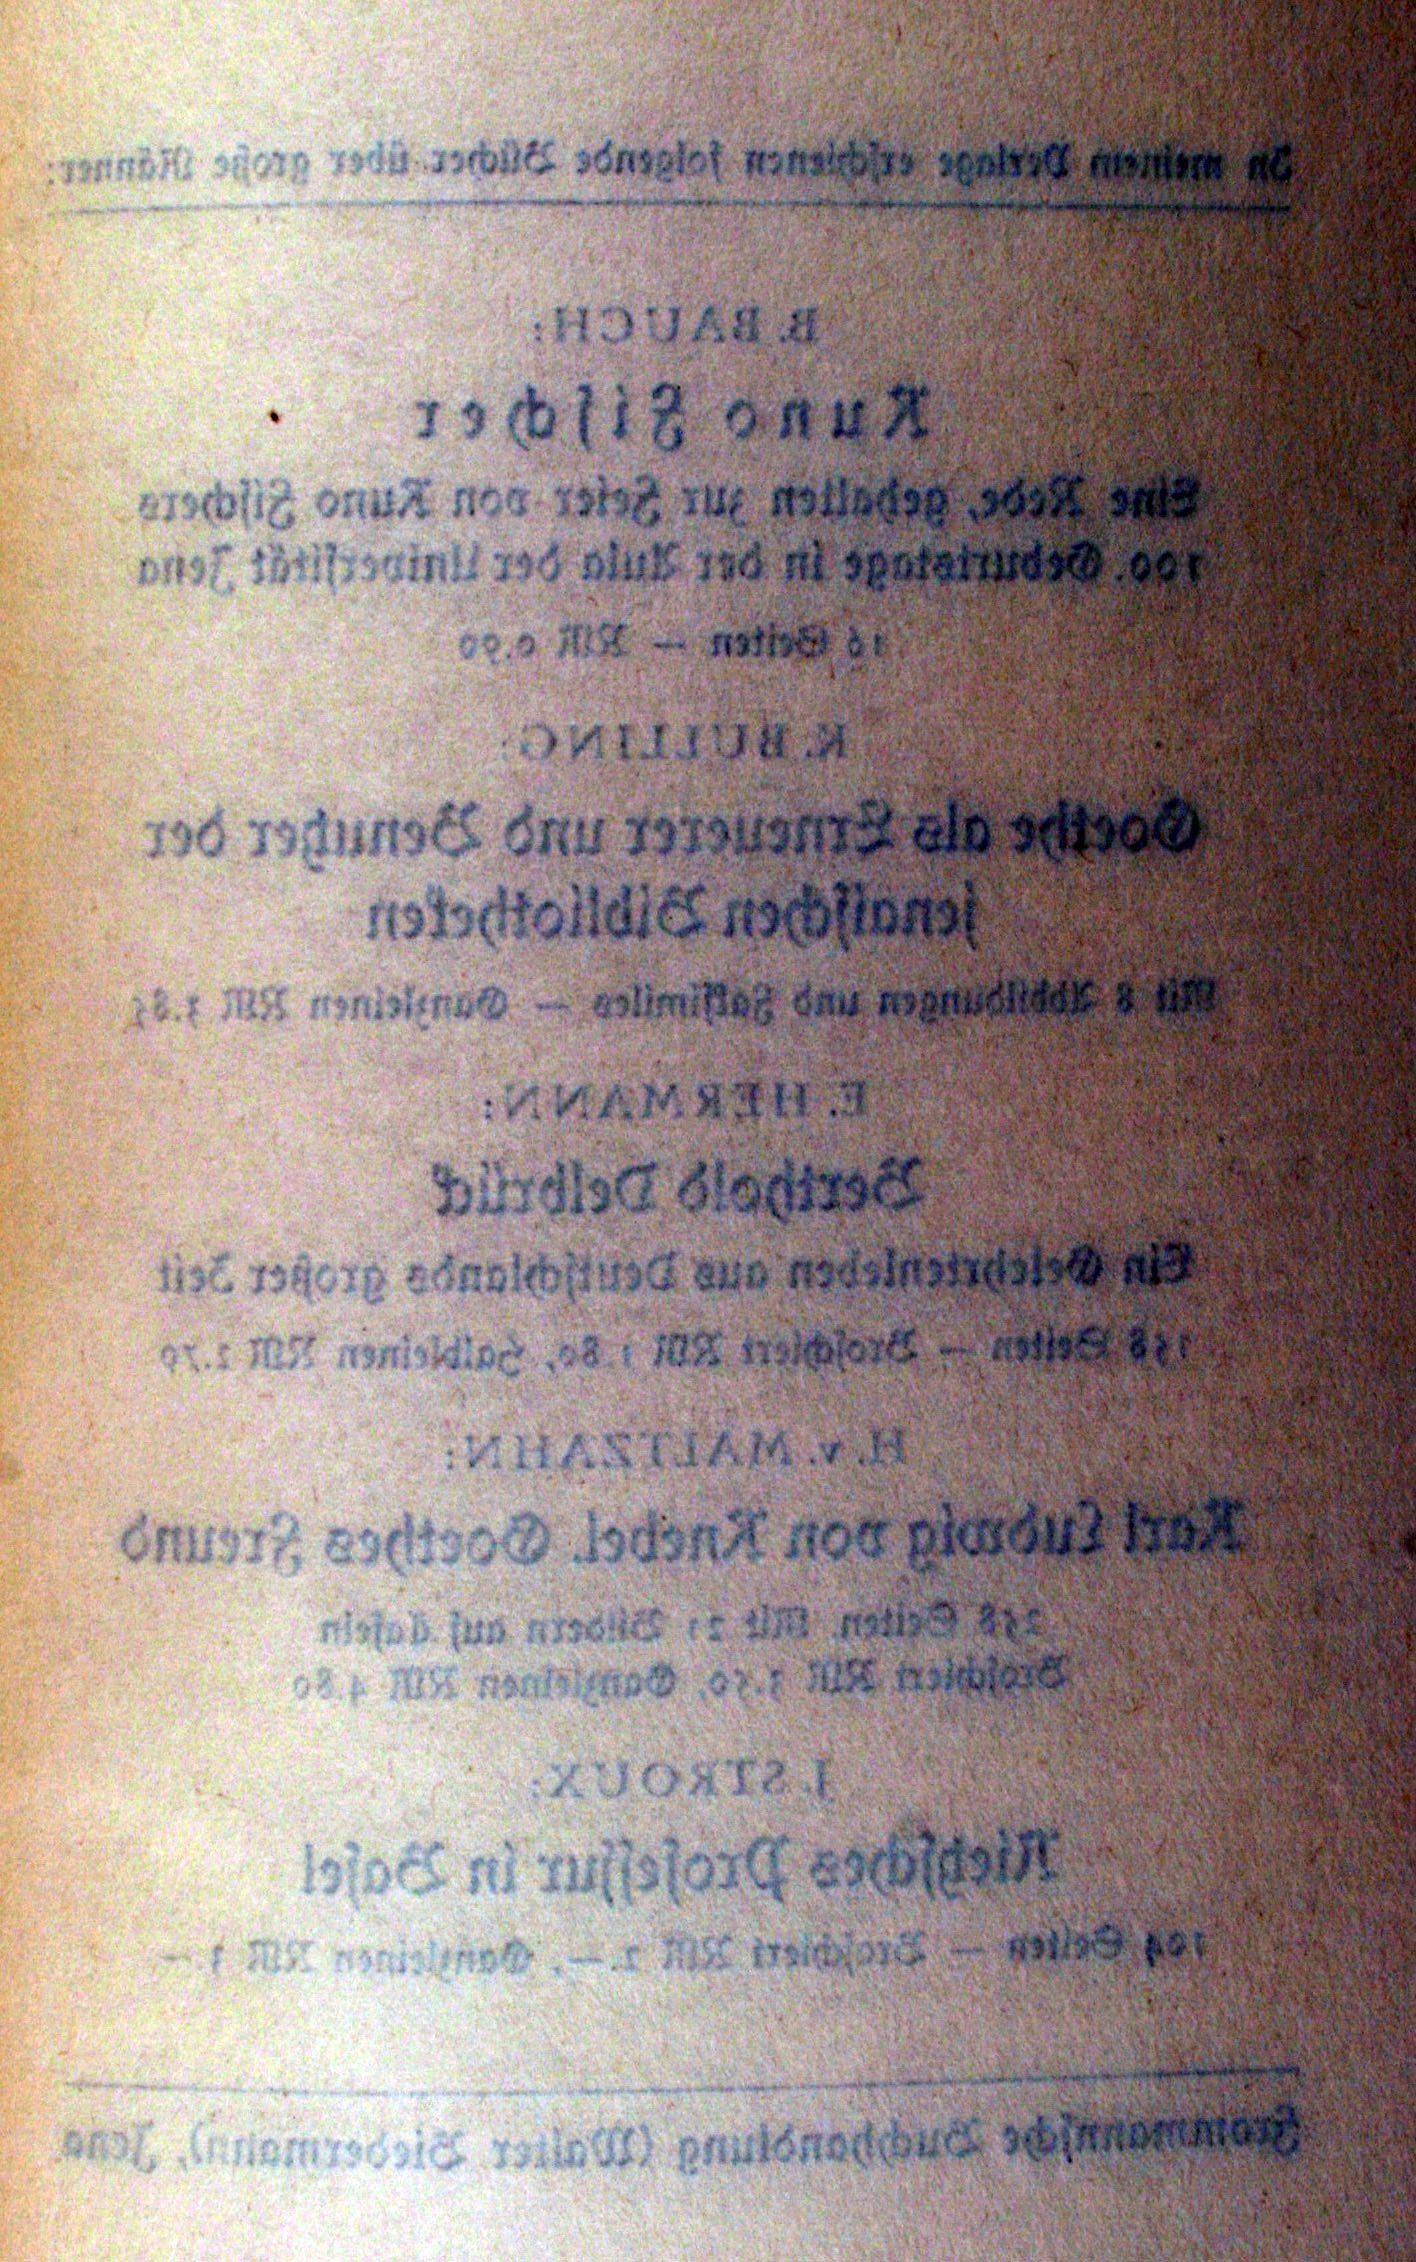 In meinem Verlage erschienen folgende Bücher über große Männer:
B. BAUCH:
Kuno Fischer
Eine Rede, gehalten zur Feier von Kuno Fischers
100. Geburtstage in der Aula der Universität Jena
16 Seiten — RM 0.90
K. BULLING:
Goethe als Erneuerer und Benutzer der
jenaischen Bibliotheken
Mit 8 Abbildungen und Faksimiles — Ganzleinen RM 3.85
E. HERMANN:
Berthold Delbrück
Ein Gelehrtenleben aus Deutschlands großer Zeit
158 Seiten — Broschiert RM 1.80, Halbleinen RM 2.70
H. v. MALTZAHN:
Karl Ludwig von Knebel, Goethes Freund
258 Seiten. Mit 21 Bildern auf Tafeln
Broschiert RM 3.50, Ganzleinen RM 4.80
J. STROUX:
Nietzsches Professur in Basel
104 Seiten — Broschiert RM 2.—, Ganzleinen RM 3.—
Frommannsche Buchhandlung (Walter Biedermann), Jena